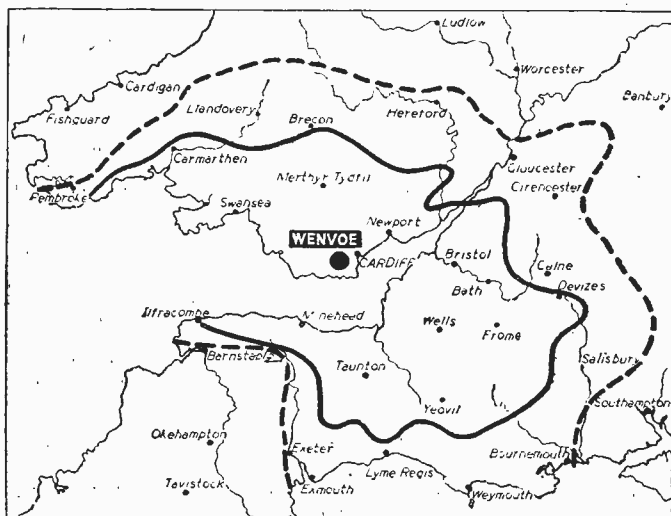 Ludlow
Worcester
Cardigan
Banbury
Llandovery
Hereford
Fishguard
Brecon
Carmarthen
Gloucester
Merthyr Tydfil
Cirencester
Pembroke
Swansea
Newport
WENVOE
CARDIFF
Bristol
Calne
Bath
Devizes
Ilfracombe
Minehead
Wells
Frome
Barnstaple
Salisbury
Taunton
Yeovil
Southampton
Okehampton
Exeter
Bournemouth
Lyme Regis
Tavistock
Exmouth
Weymouth